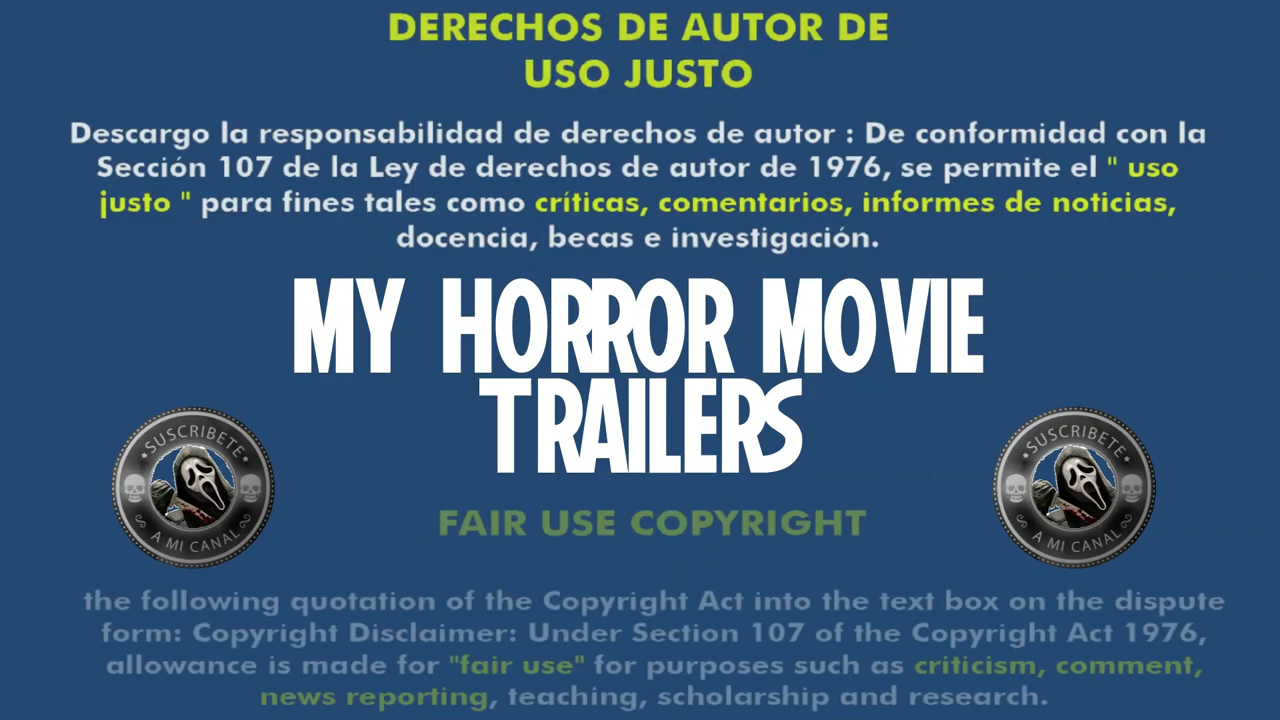 DERECHOS DE AUTOR DE
USO JUSTO
Descargo la responsabilidad de derechos de autor : De conformidad con la
Sección 107 de la Ley de derechos de autor de 1976, se permite el " uso
justo " para fines tales como críticas, comentarios, informes de noticias,
docencia, becas e investigación.
MY HORROR MOVIE
TRAILERS
SUSCRIBETE
A MI CANAL
SUSCRIBETE
A MI CANAL
FAIR USE COPYRIGHT
the following quotation of the Copyright Act into the text box on the dispute
form: Copyright Disclaimer: Under Section 107 of the Copyright Act 1976,
allowance is made for "fair use" for purposes such as criticism, comment,
news reporting, teaching, scholarship and research.